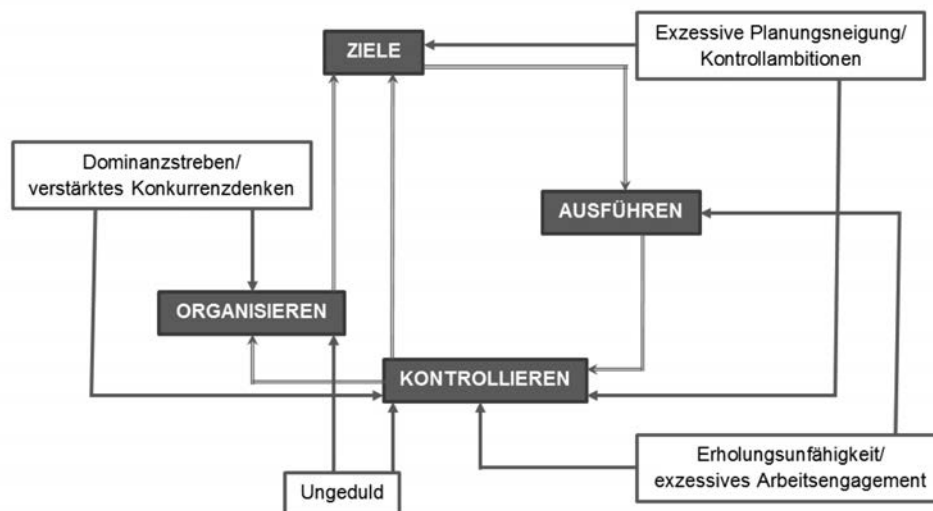 Exzessive Planungsneigung/
Kontrollambitionen
ZIELE
Dominanzstreben/
verstärktes Konkurrenzdenken
AUSFÜHREN
ORGANISIEREN
KONTROLLIEREN
Erholungsunfähigkeit/
exzessives Arbeitsengagement
Ungeduld